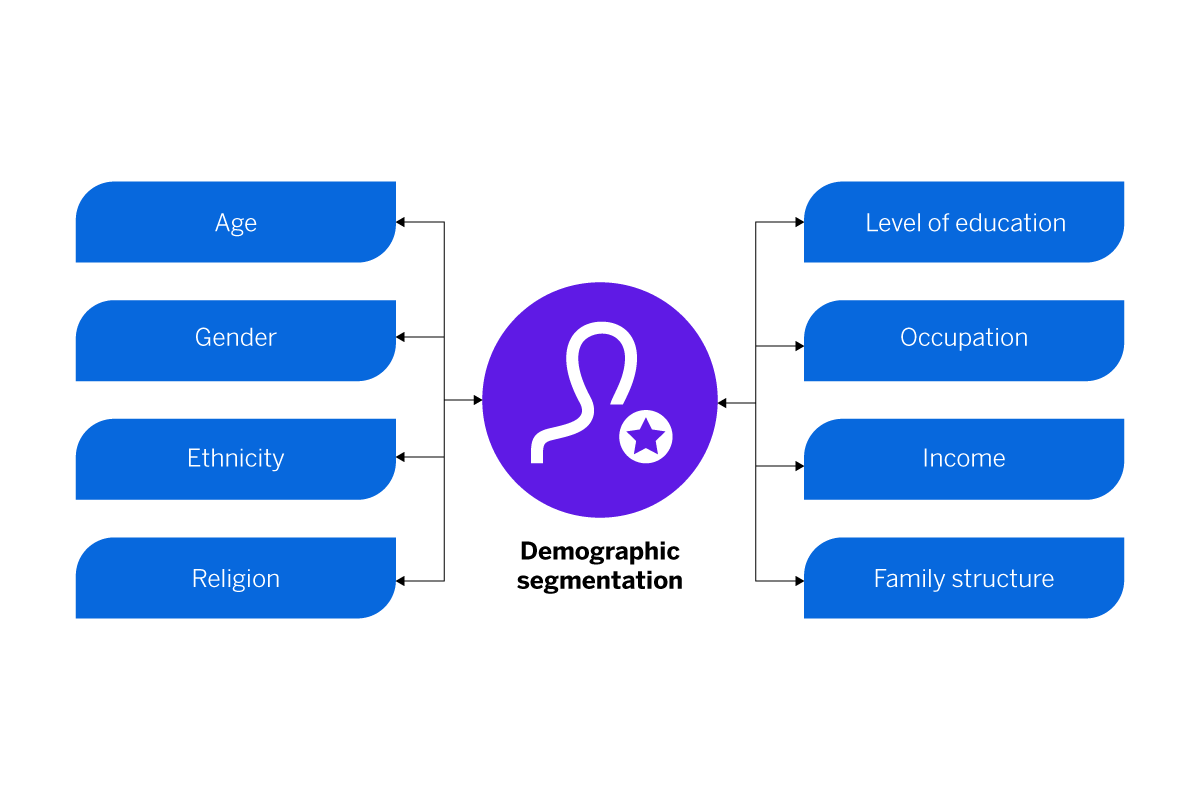 Age
Gender
Ethnicity
Religion
Demographic
segmentation
Level of education
Occupation
Income
Family structure